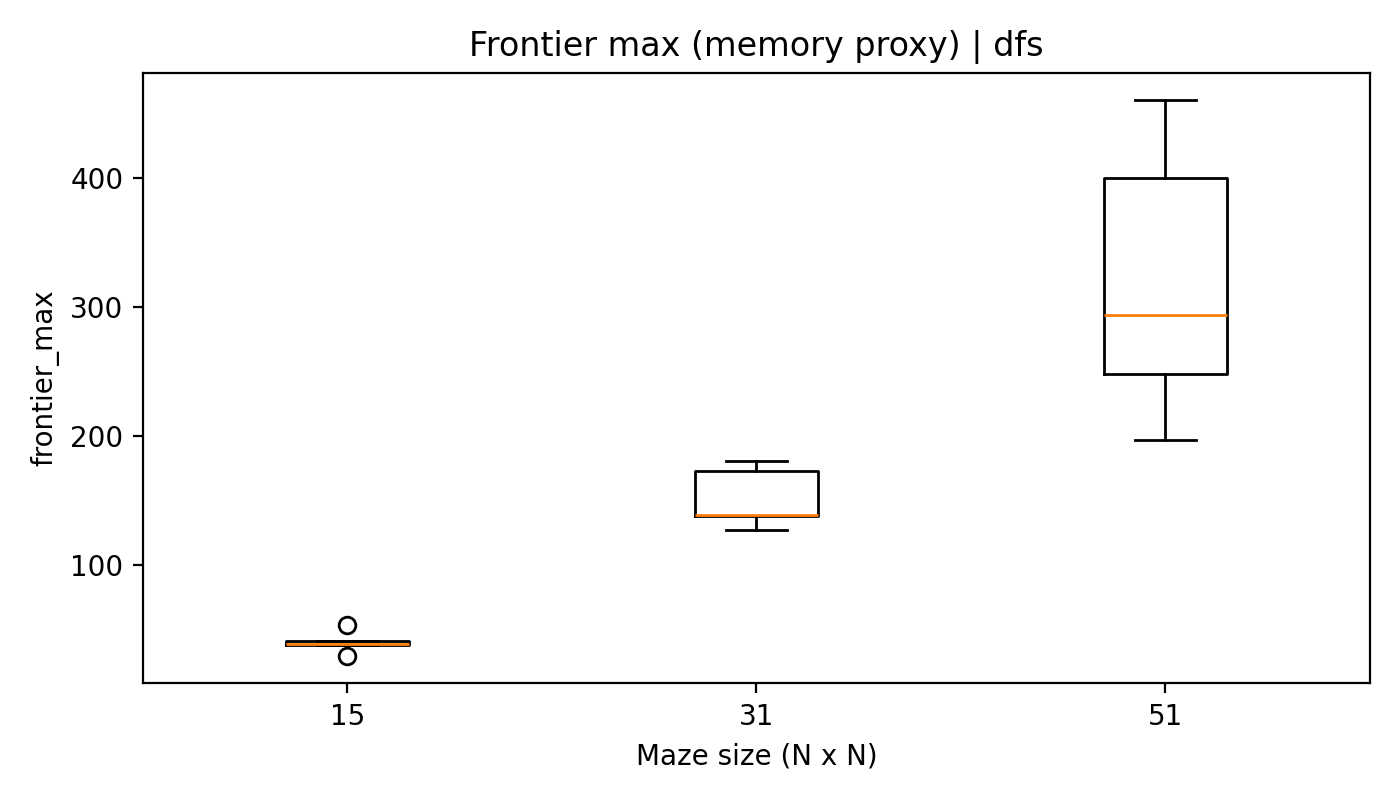 Frontier max (memory proxy) | dfs
frontier_max
400
300
200
100
15 31 51
Maze size (N x N)